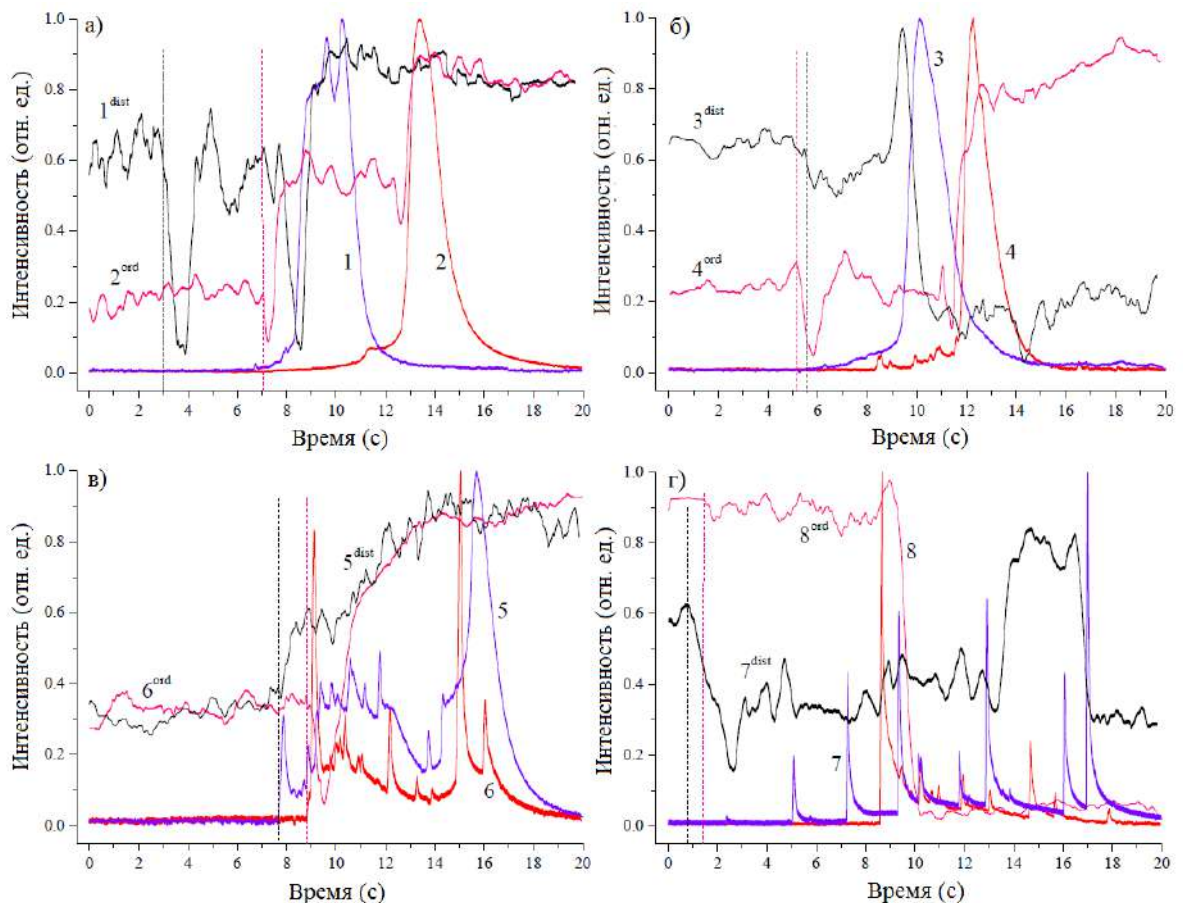 а)
Интенсивность (отн. ед.)
1.0
0.8
0.6
0.4
0.2
0.0
1dist
2ord
1
2
0 2 4 6 8 10 12 14 16 18 20
Время (с)
б)
Интенсивность (отн. ед.)
1.0
0.8
0.6
0.4
0.2
0.0
3dist
4ord
3
4
0 2 4 6 8 10 12 14 16 18 20
Время (с)
в)
Интенсивность (отн. ед.)
1.0
0.8
0.6
0.4
0.2
0.0
5dist
6ord
5
6
0 2 4 6 8 10 12 14 16 18 20
Время (с)
г)
Интенсивность (отн. ед.)
1.0
0.8
0.6
0.4
0.2
0.0
8ord
8
7dist
7
0 2 4 6 8 10 12 14 16 18 20
Время (с)